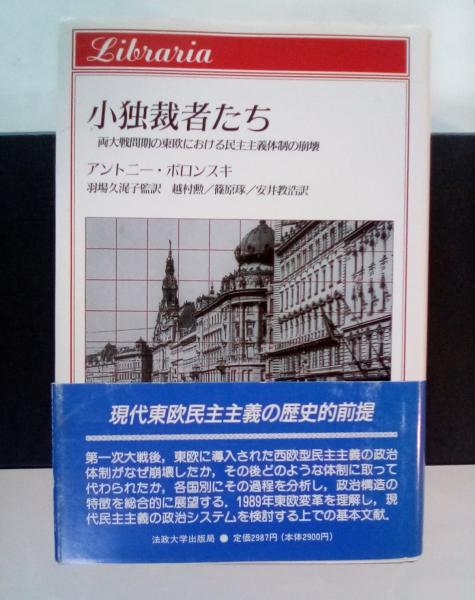 Libraria
小独裁者たち
両大戦間期の東欧における民主主義体制の崩壊
アントニー・ポロンスキ
羽場久浘子監訳 越村勲／篠原琢／安井教浩訳
現代東欧民主主義の歴史的前提
第一次大戦後，東欧に導入された西欧型民主主義の政治
体制がなぜ崩壊したか，その後どのような体制に取って
代わられたか，各国別にその過程を分析し，政治構造の
特徴を総合的に展望する．1989年東欧変革を理解し，現
代民主主義の政治システムを検討する上での基本文献．
法政大学出版局 ● 定価2987円（本体2900円）